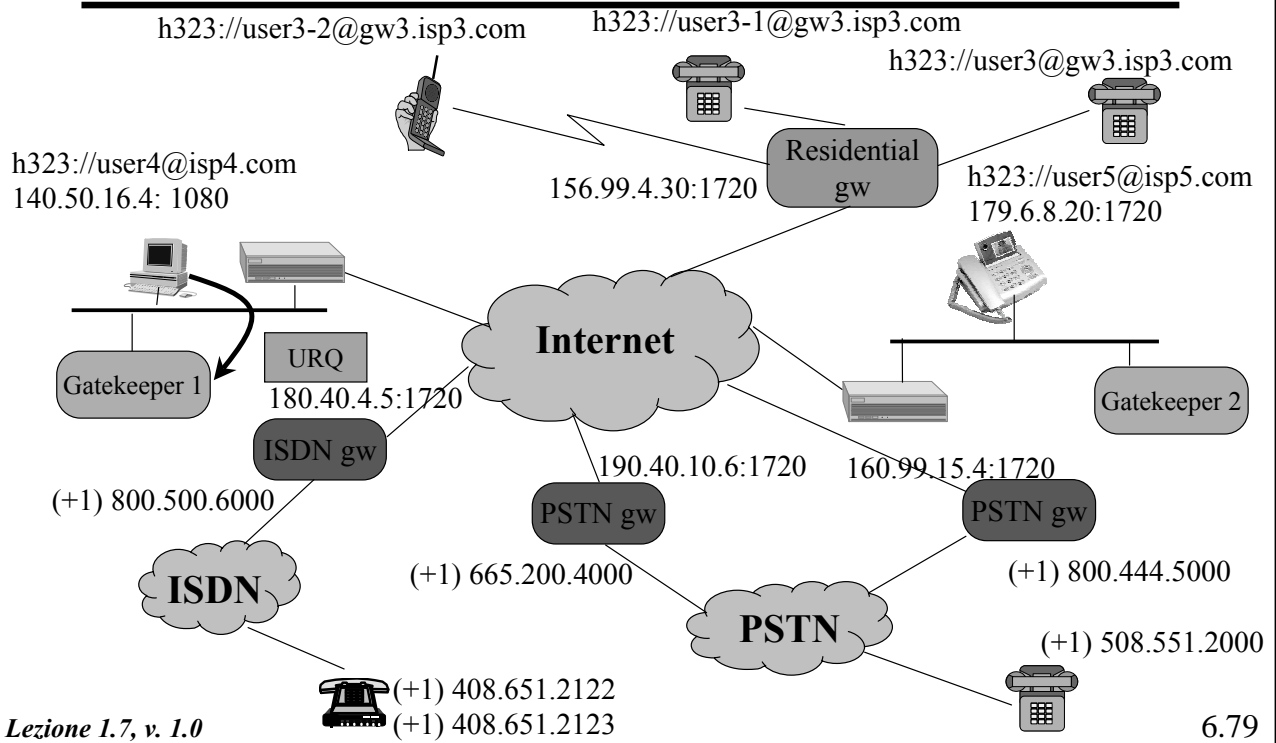 h323://user3-2@gw3.isp3.com
h323://user3-1@gw3.isp3.com
h323://user3@gw3.isp3.com
h323://user4@isp4.com
140.50.16.4: 1080
Residential
gw
156.99.4.30:1720
h323://user5@isp5.com
179.6.8.20:1720
Internet
URQ
Gatekeeper 1
180.40.4.5:1720
Gatekeeper 2
ISDN gw
190.40.10.6:1720
160.99.15.4:1720
(+1) 800.500.6000
PSTN gw
PSTN gw
(+1) 665.200.4000
(+1) 800.444.5000
ISDN
PSTN
(+1) 508.551.2000
(+1) 408.651.2122
(+1) 408.651.2123
Lezione 1.7, v. 1.0
6.79